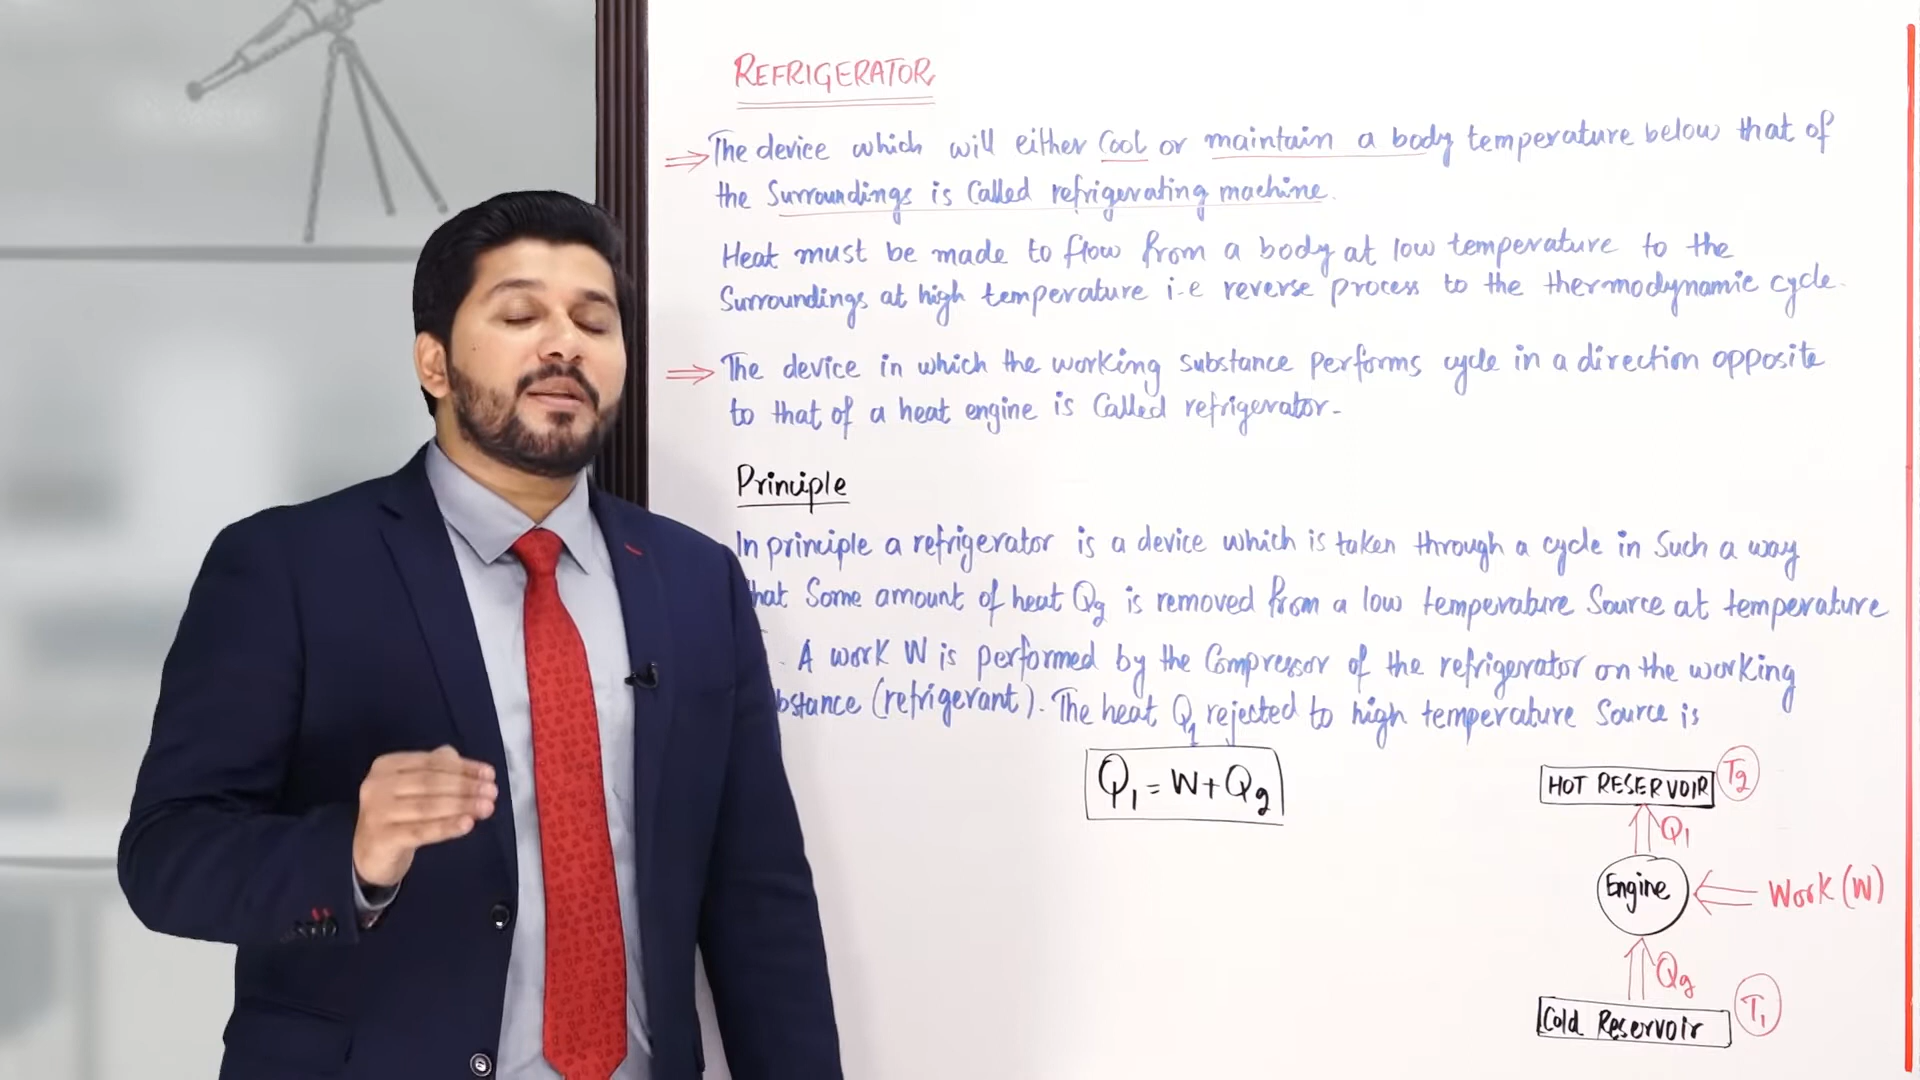 REFRIGERATOR
⇒ The device which will either Cool or maintain a body temperature below that of
the Surroundings is Called refrigerating machine.
Heat must be made to flow from a body at low temperature to the
Surroundings at high temperature i-e reverse process to the thermodynamic cycle.
⇒ The device in which the working substance performs cycle in a direction opposite
to that of a heat engine is Called refrigerator-
Principle
In principle a refrigerator is a device which is taken through a cycle in Such a way
that Some amount of heat Q2 is removed from a low temperature Source at temperature
. A work W is performed by the Compressor of the refrigerator on the working
bstance (refrigerant). The heat Q1 rejected to high temperature Source is
Q1 = W+Q2
HOT RESERVOIR T2
Q1
Engine
Work (W)
Q2
Cold Reservoir T1